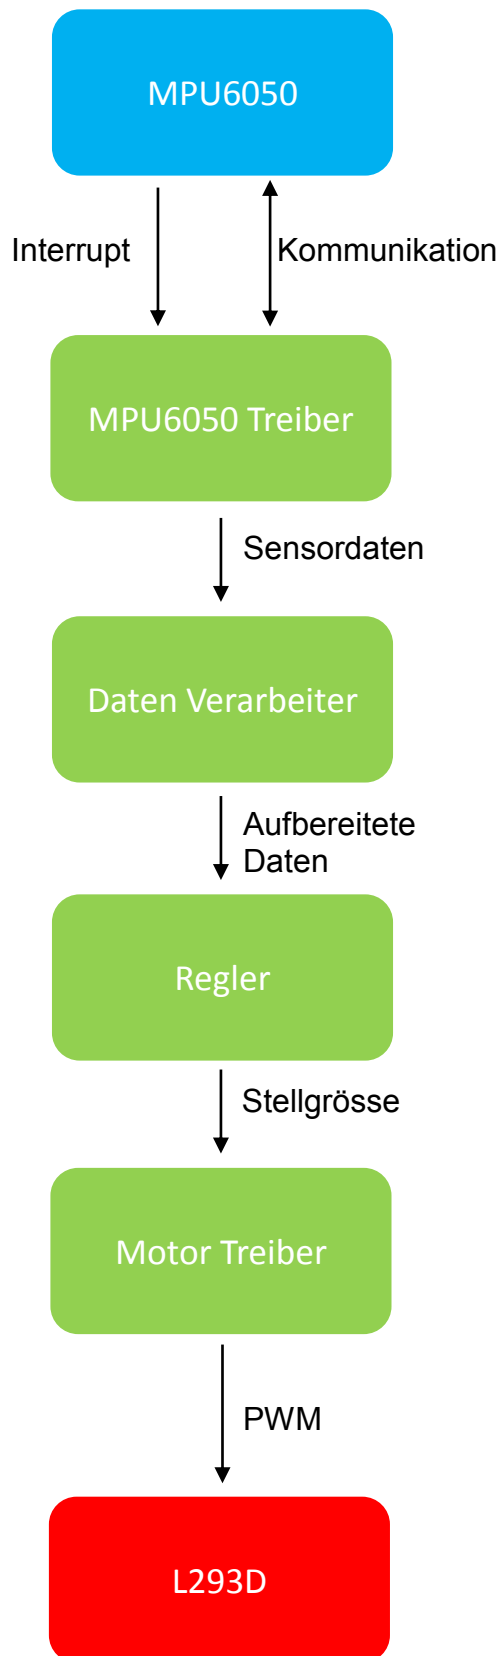 MPU6050
Interrupt
Kommunikation
MPU6050 Treiber
Sensordaten
Daten Verarbeiter
Aufbereitete
Daten
Regler
Stellgrösse
Motor Treiber
PWM
L293D